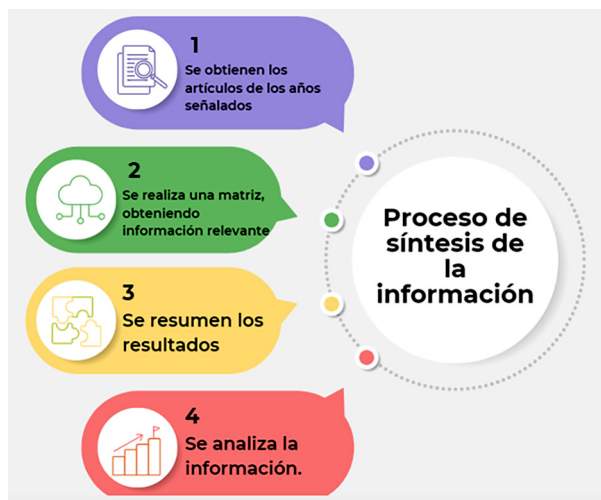 1
Se obtienen los
artículos de los años
señalados
2
Se realiza una matriz,
obteniendo
información relevante
3
Se resumen los
resultados
4
Se analiza la
información.
Proceso de
síntesis de
la
información